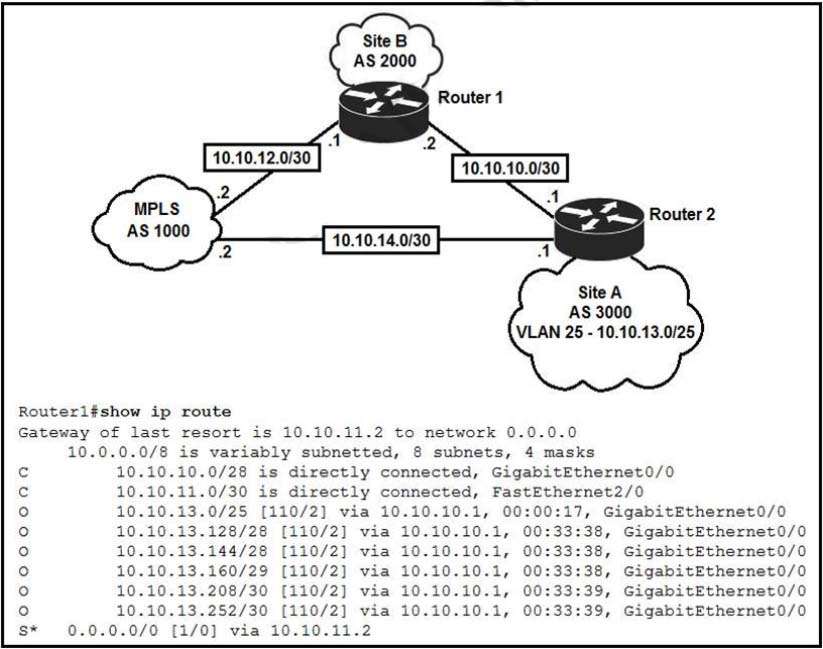 Site B
AS 2000
Router 1
.1
.2
10.10.12.0/30
10.10.10.0/30
.2
.1
MPLS
AS 1000
Router 2
.2
10.10.14.0/30
.1
Site A
AS 3000
VLAN 25 - 10.10.13.0/25
Router1#show ip route
Gateway of last resort is 10.10.11.2 to network 0.0.0.0
10.0.0.0/8 is variably subnetted, 8 subnets, 4 masks
C 10.10.10.0/28 is directly connected, GigabitEthernet0/0
C 10.10.11.0/30 is directly connected, FastEthernet2/0
O 10.10.13.0/25 [110/2] via 10.10.10.1, 00:00:17, GigabitEthernet0/0
O 10.10.13.128/28 [110/2] via 10.10.10.1, 00:33:38, GigabitEthernet0/0
O 10.10.13.144/28 [110/2] via 10.10.10.1, 00:33:38, GigabitEthernet0/0
O 10.10.13.160/29 [110/2] via 10.10.10.1, 00:33:38, GigabitEthernet0/0
O 10.10.13.208/30 [110/2] via 10.10.10.1, 00:33:39, GigabitEthernet0/0
O 10.10.13.252/30 [110/2] via 10.10.10.1, 00:33:39, GigabitEthernet0/0
S* 0.0.0.0/0 [1/0] via 10.10.11.2